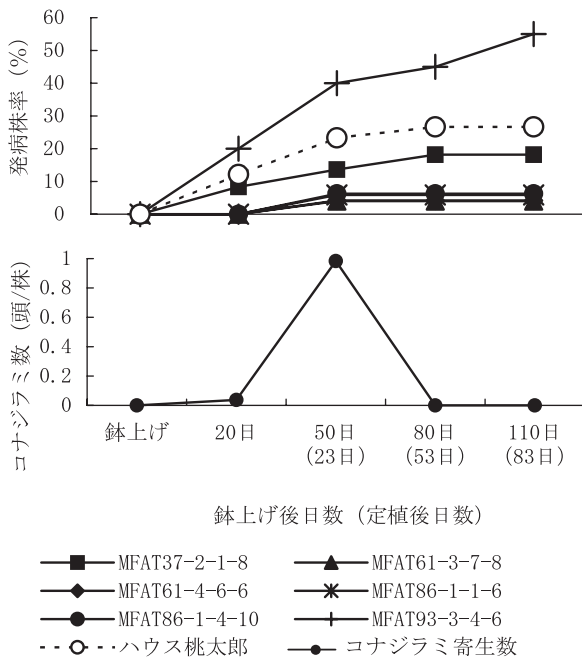 発病株率 (%)
60
50
40
30
20
10
0
コナジラミ数 (頭/株)
1
0.8
0.6
0.4
0.2
0
鉢上げ 20日 50日 80日 110日
(23日) (53日) (83日)
鉢上げ後日数 (定植後日数)
MFAT37-2-1-8 MFAT61-3-7-8
MFAT61-4-6-6 MFAT86-1-1-6
MFAT86-1-4-10 MFAT93-3-4-6
ハウス桃太郎 コナジラミ寄生数